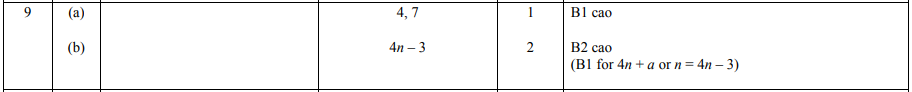 9 (a) 4, 7 1 B1 cao
(b) 4n – 3 2 B2 cao
(B1 for 4n + a or n = 4n – 3)